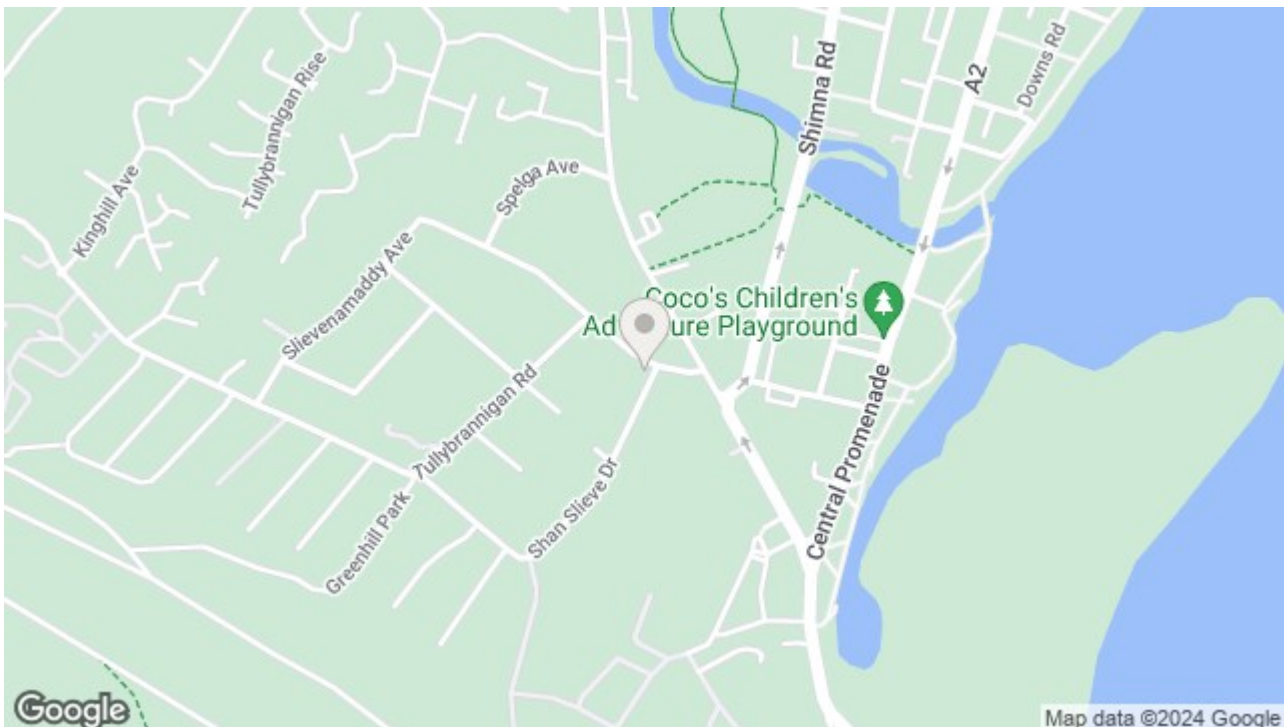 Shimna Rd
A2
Downs Rd
Tullybrannigan Rise
Kinghill Ave
Spelga Ave
Slievenamaddy Ave
Coco's Children's
Ad ure Playground
Tullybrannigan Rd
Central Promenade
Shan Slieve Dr
Greenhill Park
Google
Map data ©2024 Google